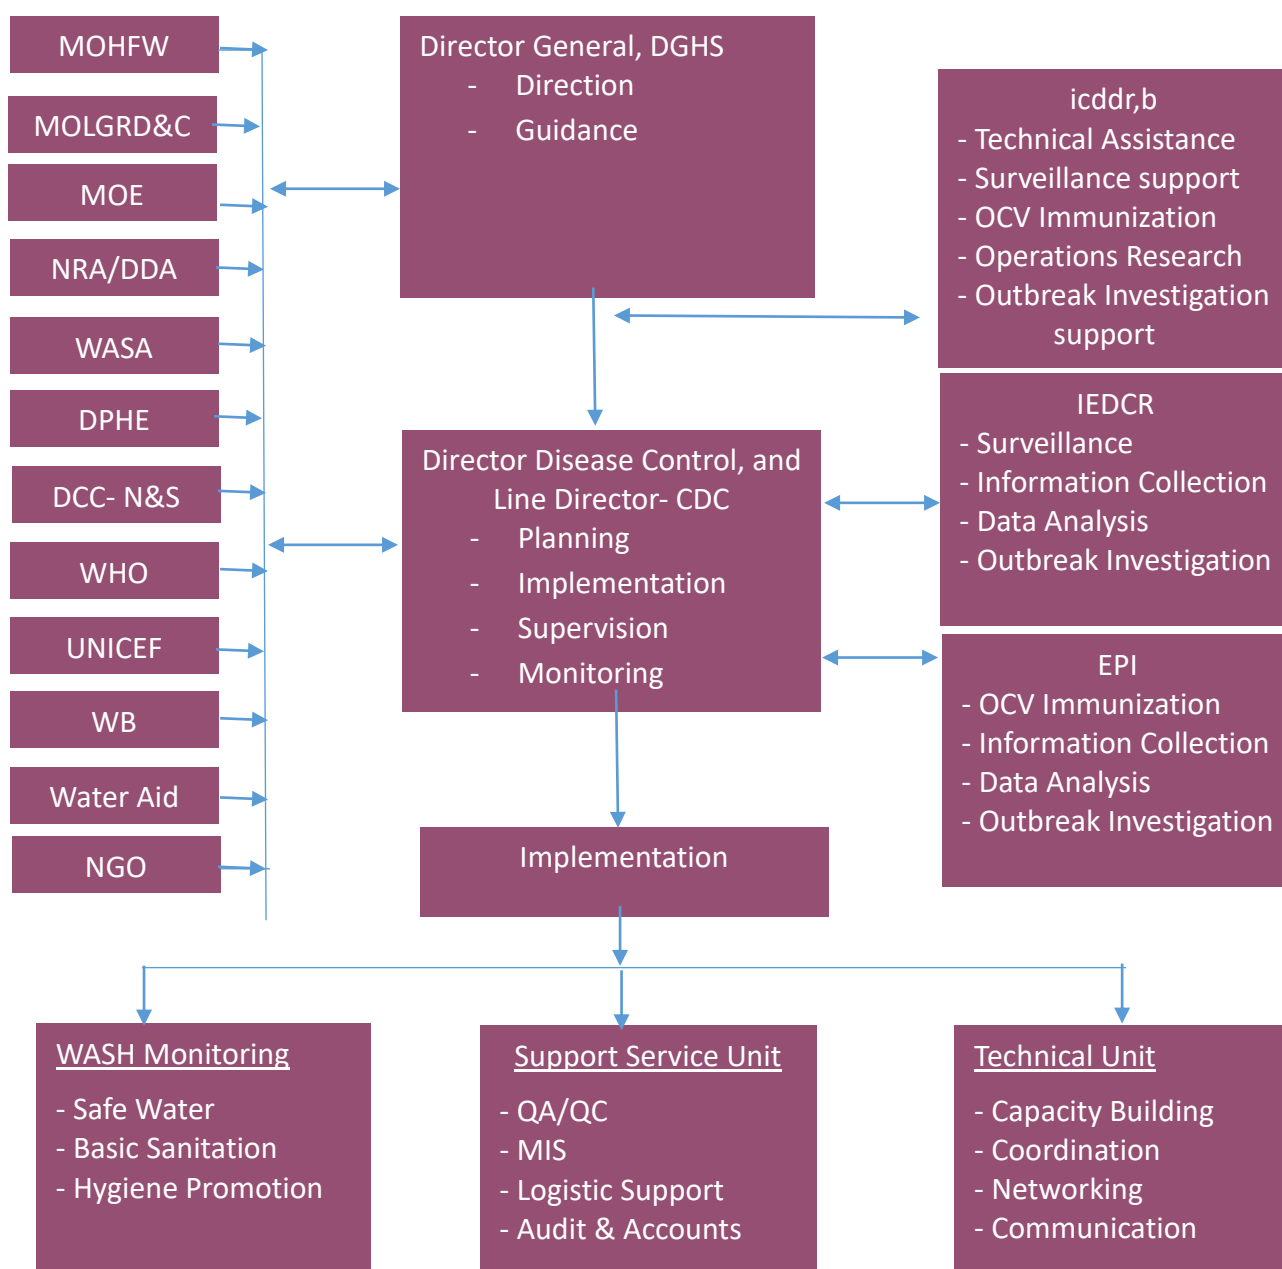 MOHFW
MOLGRD&C
MOE
NRA/DDA
WASA
DPHE
DCC- N&S
WHO
UNICEF
WB
Water Aid
NGO
Director General, DGHS
- Direction
- Guidance
Director Disease Control, and
Line Director- CDC
- Planning
- Implementation
- Supervision
- Monitoring
Implementation
icddr,b
- Technical Assistance
- Surveillance support
- OCV Immunization
- Operations Research
- Outbreak Investigation
support
IEDCR
- Surveillance
- Information Collection
- Data Analysis
- Outbreak Investigation
EPI
- OCV Immunization
- Information Collection
- Data Analysis
- Outbreak Investigation
WASH Monitoring
- Safe Water
- Basic Sanitation
- Hygiene Promotion
Support Service Unit
- QA/QC
- MIS
- Logistic Support
- Audit & Accounts
Technical Unit
- Capacity Building
- Coordination
- Networking
- Communication